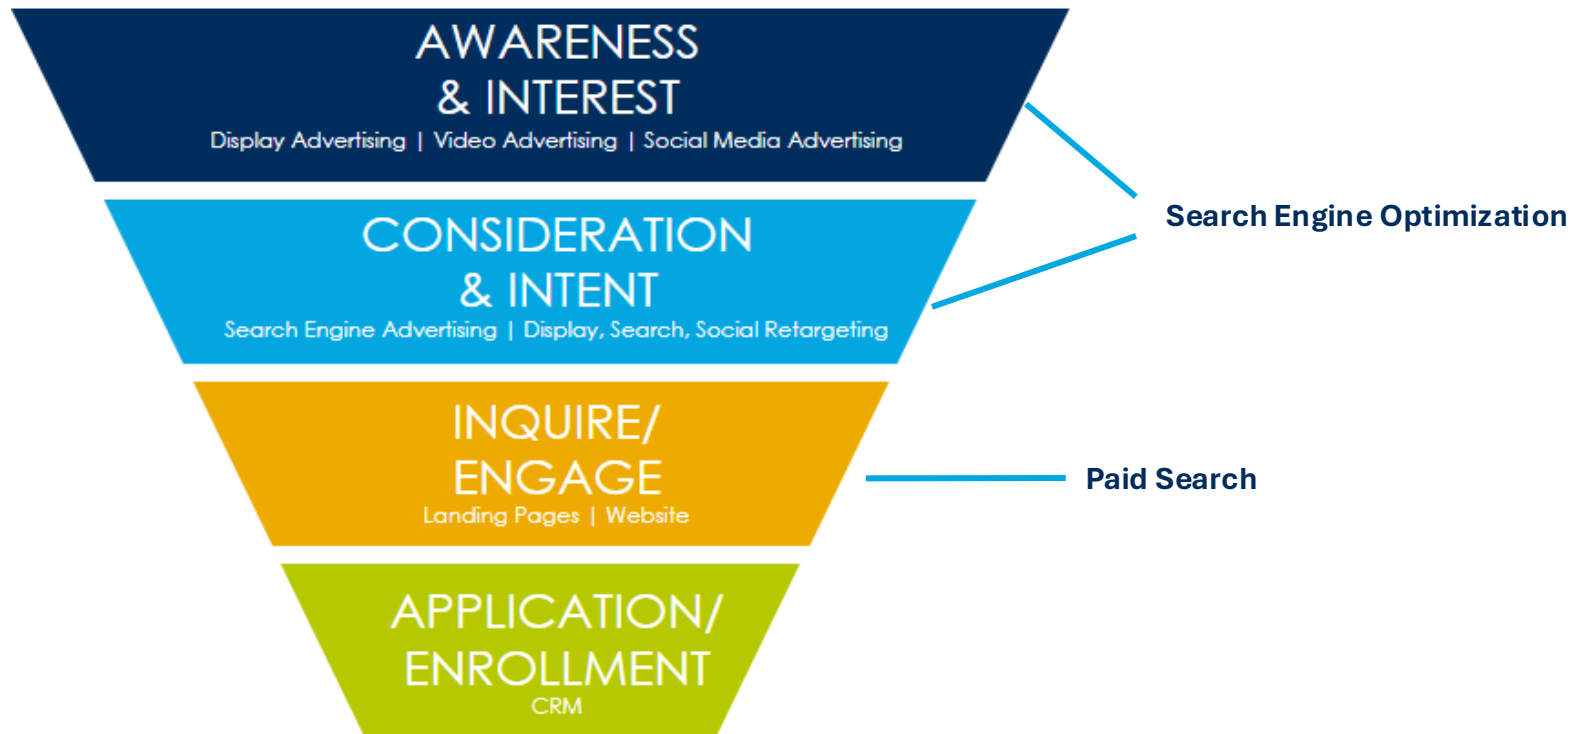 AWARENESS
& INTEREST
Display Advertising | Video Advertising | Social Media Advertising
Search Engine Optimization
CONSIDERATION
& INTENT
Search Engine Advertising | Display, Search, Social Retargeting
INQUIRE/
ENGAGE
Landing Pages | Website
Paid Search
APPLICATION/
ENROLLMENT
CRM